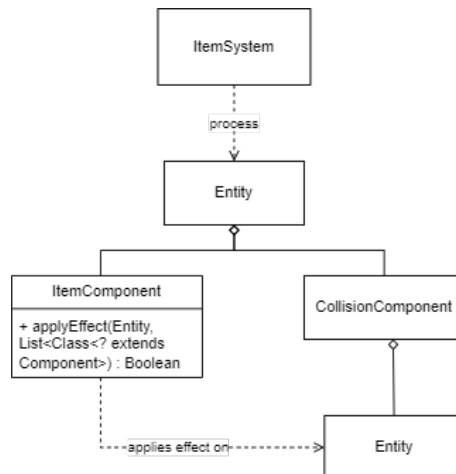 ItemSystem
process
Entity
ItemComponent
+ applyEffect(Entity,
List<Class<? extends
Component>) : Boolean
CollisionComponent
applies effect on
Entity